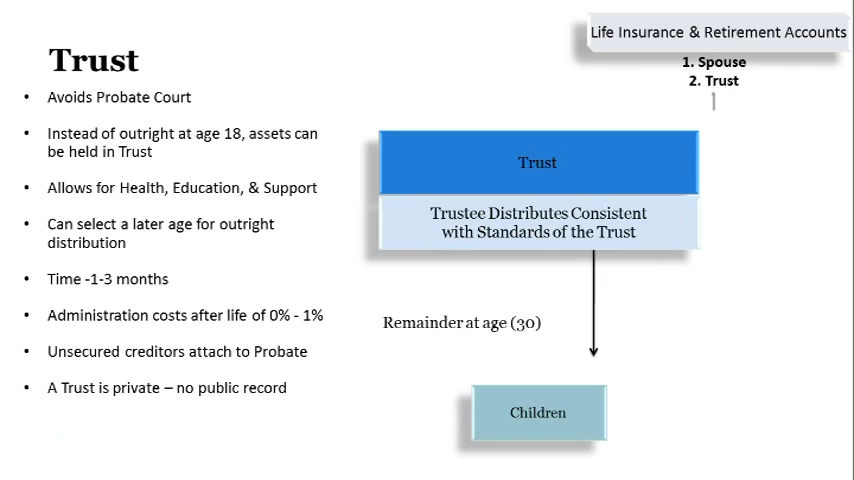 Trust
• Avoids Probate Court
• Instead of outright at age 18, assets can
be held in Trust
• Allows for Health, Education, & Support
• Can select a later age for outright
distribution
• Time -1-3 months
• Administration costs after life of 0% - 1%
• Unsecured creditors attach to Probate
• A Trust is private – no public record
Life Insurance & Retirement Accounts
1. Spouse
2. Trust
Trust
Trustee Distributes Consistent
with Standards of the Trust
Remainder at age (30)
Children